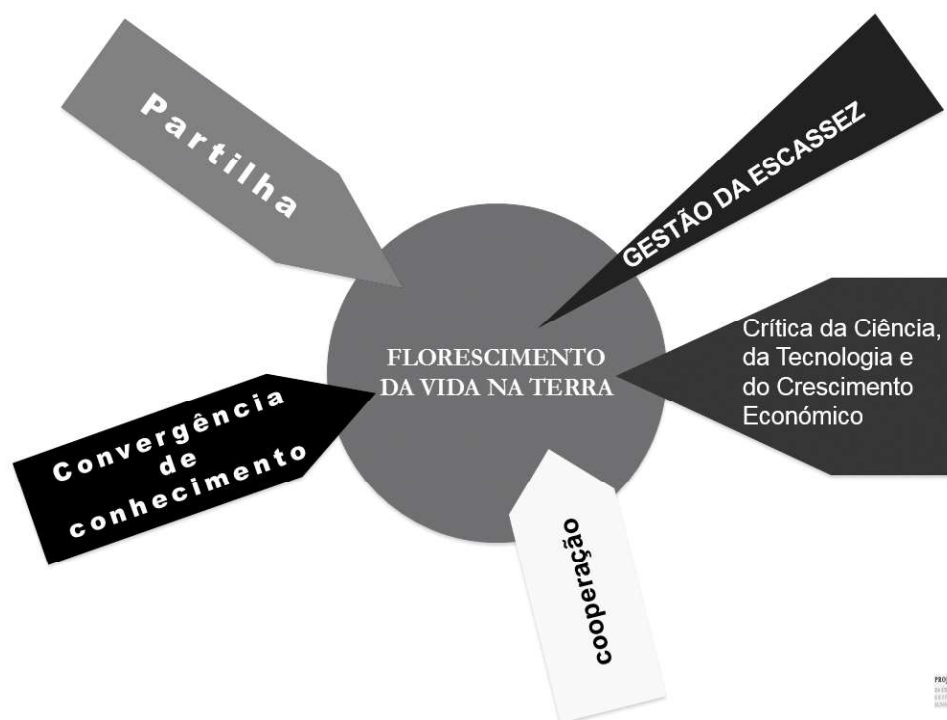 Partilha
GESTÃO DA ESCASSEZ
FLORESCIMENTO
DA VIDA NA TERRA
Crítica da Ciência,
da Tecnologia e
do Crescimento
Económico
Convergência
de
conhecimento
cooperação